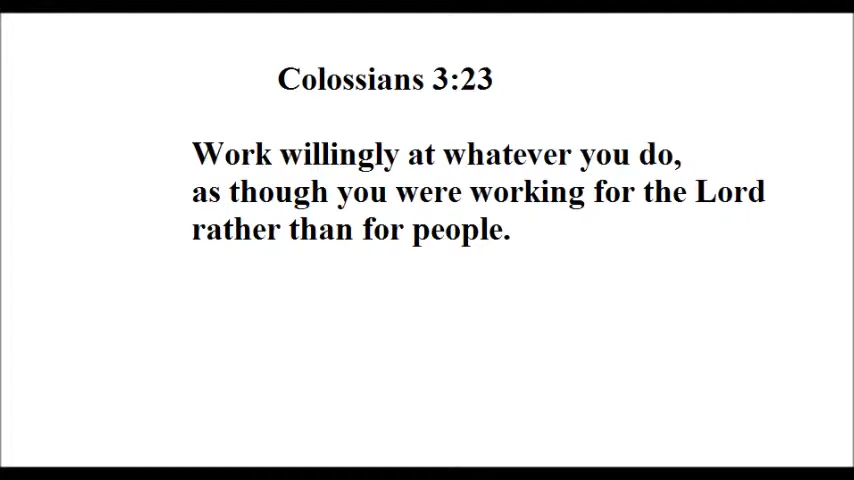 Colossians 3:23
Work willingly at whatever you do,
as though you were working for the Lord
rather than for people.